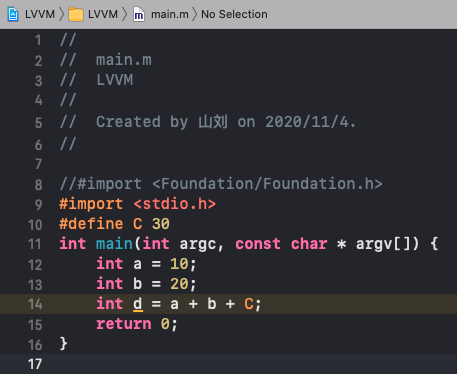 LVVM 〉 LVVM 〉 m main.m 〉 No Selection
1 //
2 //  main.m
3 //  LVVM
4 //
5 //  Created by 山刘 on 2020/11/4.
6 //
7
8 //#import <Foundation/Foundation.h>
9 #import <stdio.h>
10 #define C 30
11 int main(int argc, const char * argv[]) {
12     int a = 10;
13     int b = 20;
14     int d = a + b + C;
15     return 0;
16 }
17